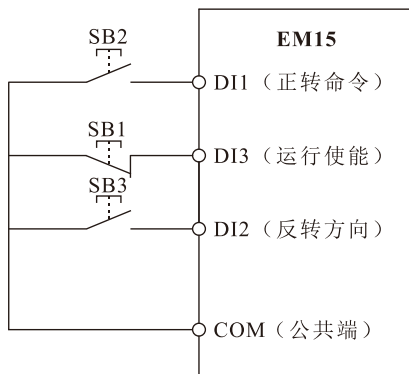 EM15
SB2
DI1（正转命令）
SB1
DI3（运行使能）
SB3
DI2（反转方向）
COM（公共端）